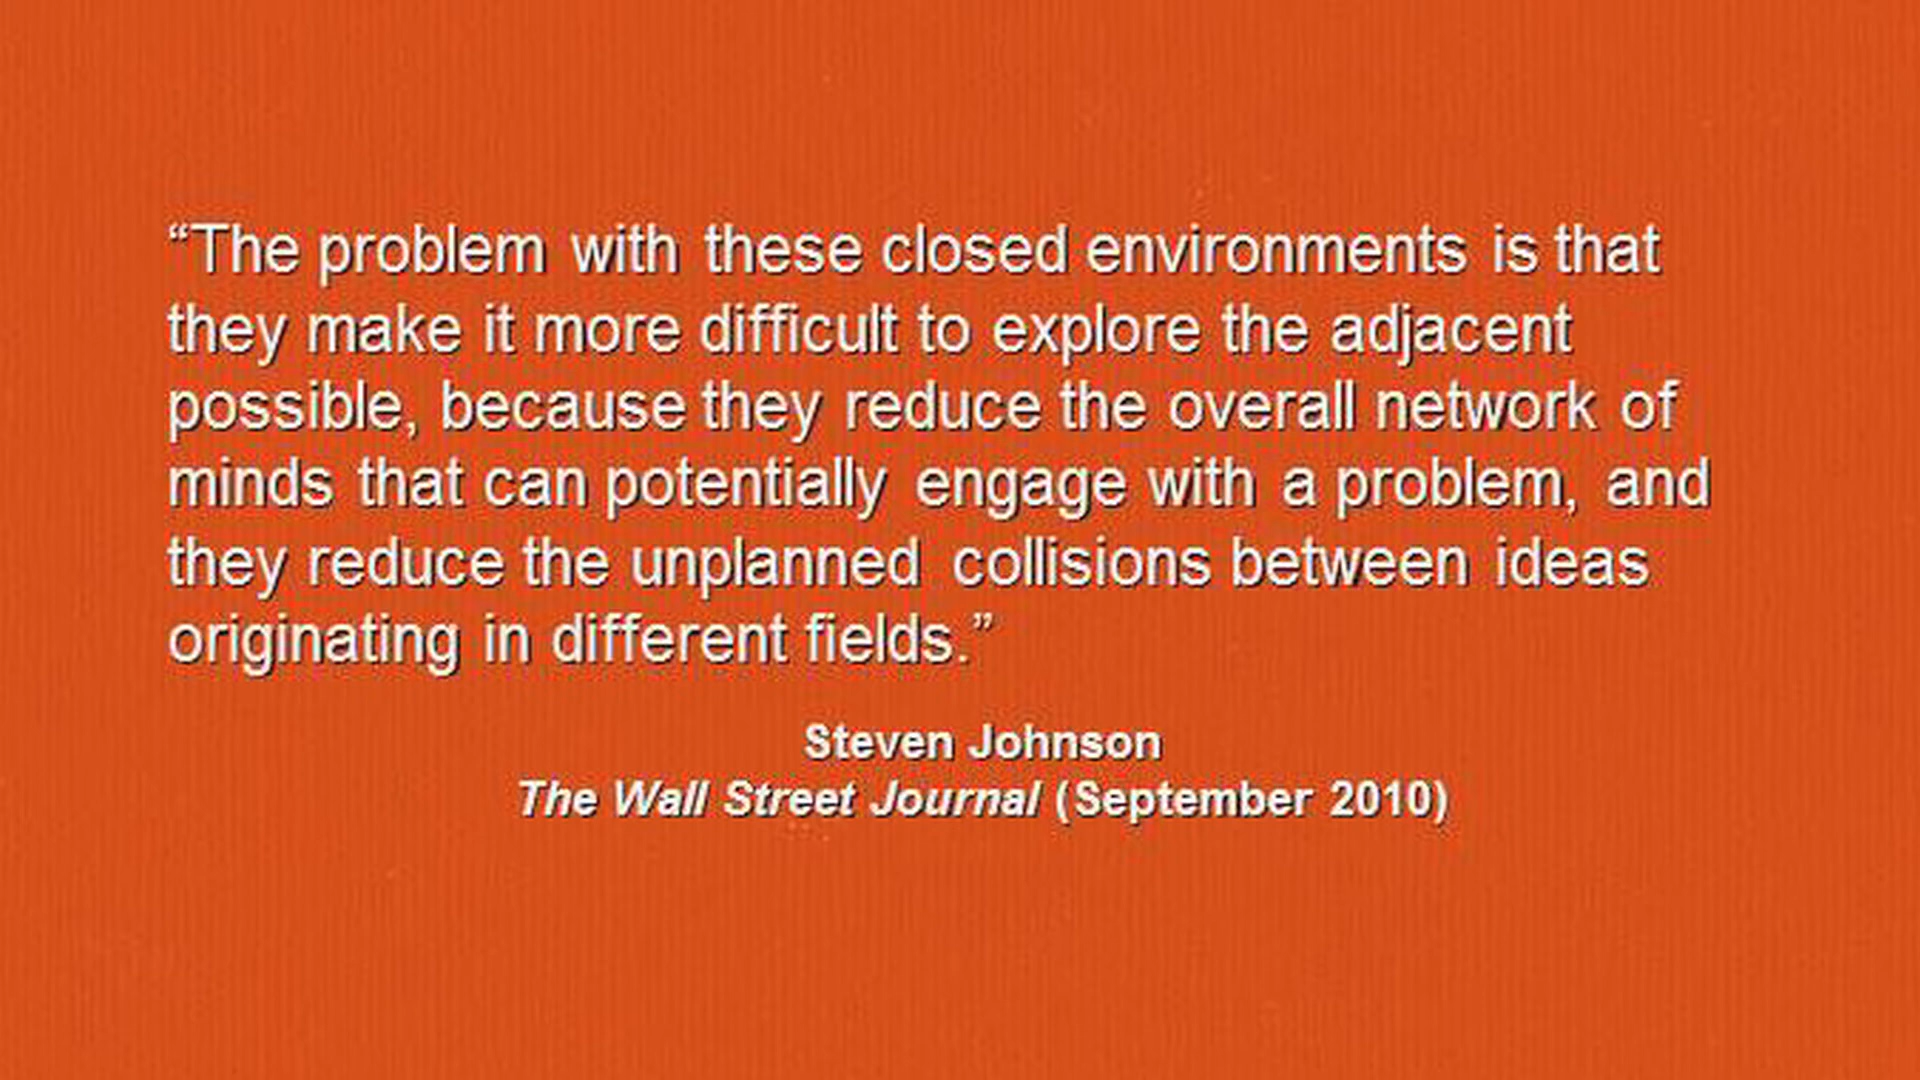 “The problem with these closed environments is that
they make it more difficult to explore the adjacent
possible, because they reduce the overall network of
minds that can potentially engage with a problem, and
they reduce the unplanned collisions between ideas
originating in different fields.”
Steven Johnson
The Wall Street Journal (September 2010)